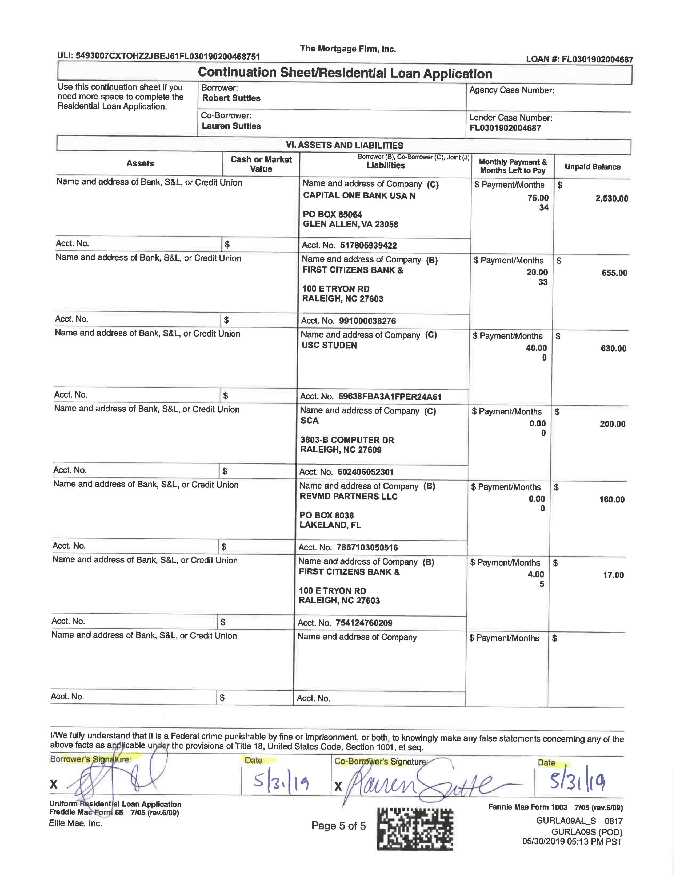 The Mortgage Firm, Inc.
ULI: 5493007CXTOHZ2JBEJ61FL030190200468751
LOAN #: FL0301902004687
Continuation Sheet/Residential Loan Application
Use this continuation sheet if you need more space to complete the Residential Loan Application.
Borrower:
Robert Suttles
Agency Case Number:
Co-Borrower:
Lauren Suttles
Lender Case Number:
FL0301902004687
VI. ASSETS AND LIABILITIES
Assets
Cash or Market Value
Borrower (B), Co-Borrower (C), Joint (J)
Liabilities
Monthly Payment & Months Left to Pay
Unpaid Balance
Name and address of Bank, S&L, or Credit Union
Name and address of Company (C)
$ Payment/Months
$
CAPITAL ONE BANK USA N
75.00
2,530.00
34
PO BOX 85064
GLEN ALLEN, VA 23058
Acct. No.
$
Acct. No. 517805939422
Name and address of Bank, S&L, or Credit Union
Name and address of Company (B)
$ Payment/Months
$
FIRST CITIZENS BANK &
20.00
655.00
33
100 E TRYON RD
RALEIGH, NC 27603
Acct. No.
$
Acct. No. 991000038276
Name and address of Bank, S&L, or Credit Union
Name and address of Company (C)
$ Payment/Months
$
USC STUDEN
40.00
630.00
0
Acct. No.
$
Acct. No. 59638FBA3A1FPER24A61
Name and address of Bank, S&L, or Credit Union
Name and address of Company (C)
$ Payment/Months
$
SCA
0.00
200.00
0
3803-B COMPUTER DR
RALEIGH, NC 27609
Acct. No.
$
Acct. No. 602406052301
Name and address of Bank, S&L, or Credit Union
Name and address of Company (B)
$ Payment/Months
$
REVMD PARTNERS LLC
0.00
160.00
0
PO BOX 8038
LAKELAND, FL
Acct. No.
$
Acct. No. 7857103050516
Name and address of Bank, S&L, or Credit Union
Name and address of Company (B)
$ Payment/Months
$
FIRST CITIZENS BANK &
4.00
17.00
5
100 E TRYON RD
RALEIGH, NC 27603
Acct. No.
$
Acct. No. 754124760209
Name and address of Bank, S&L, or Credit Union
Name and address of Company
$ Payment/Months
$
Acct. No.
$
Acct. No.
I/We fully understand that it is a Federal crime punishable by fine or imprisonment, or both, to knowingly make any false statements concerning any of the
above facts as applicable under the provisions of Title 18, United States Code, Section 1001, et seq.
Borrower's Signature:
Date
Co-Borrower's Signature:
Date
X
5/31/19
X Lauren Suttle
5/31/19
Uniform Residential Loan Application
Freddie Mac Form 65 7/05 (rev.6/09)
Fannie Mae Form 1003 7/05 (rev.6/09)
Ellie Mae, Inc.
Page 5 of 5
GURLA09AL_S 0817
GURLA09S (POD)
05/30/2019 05:13 PM PST